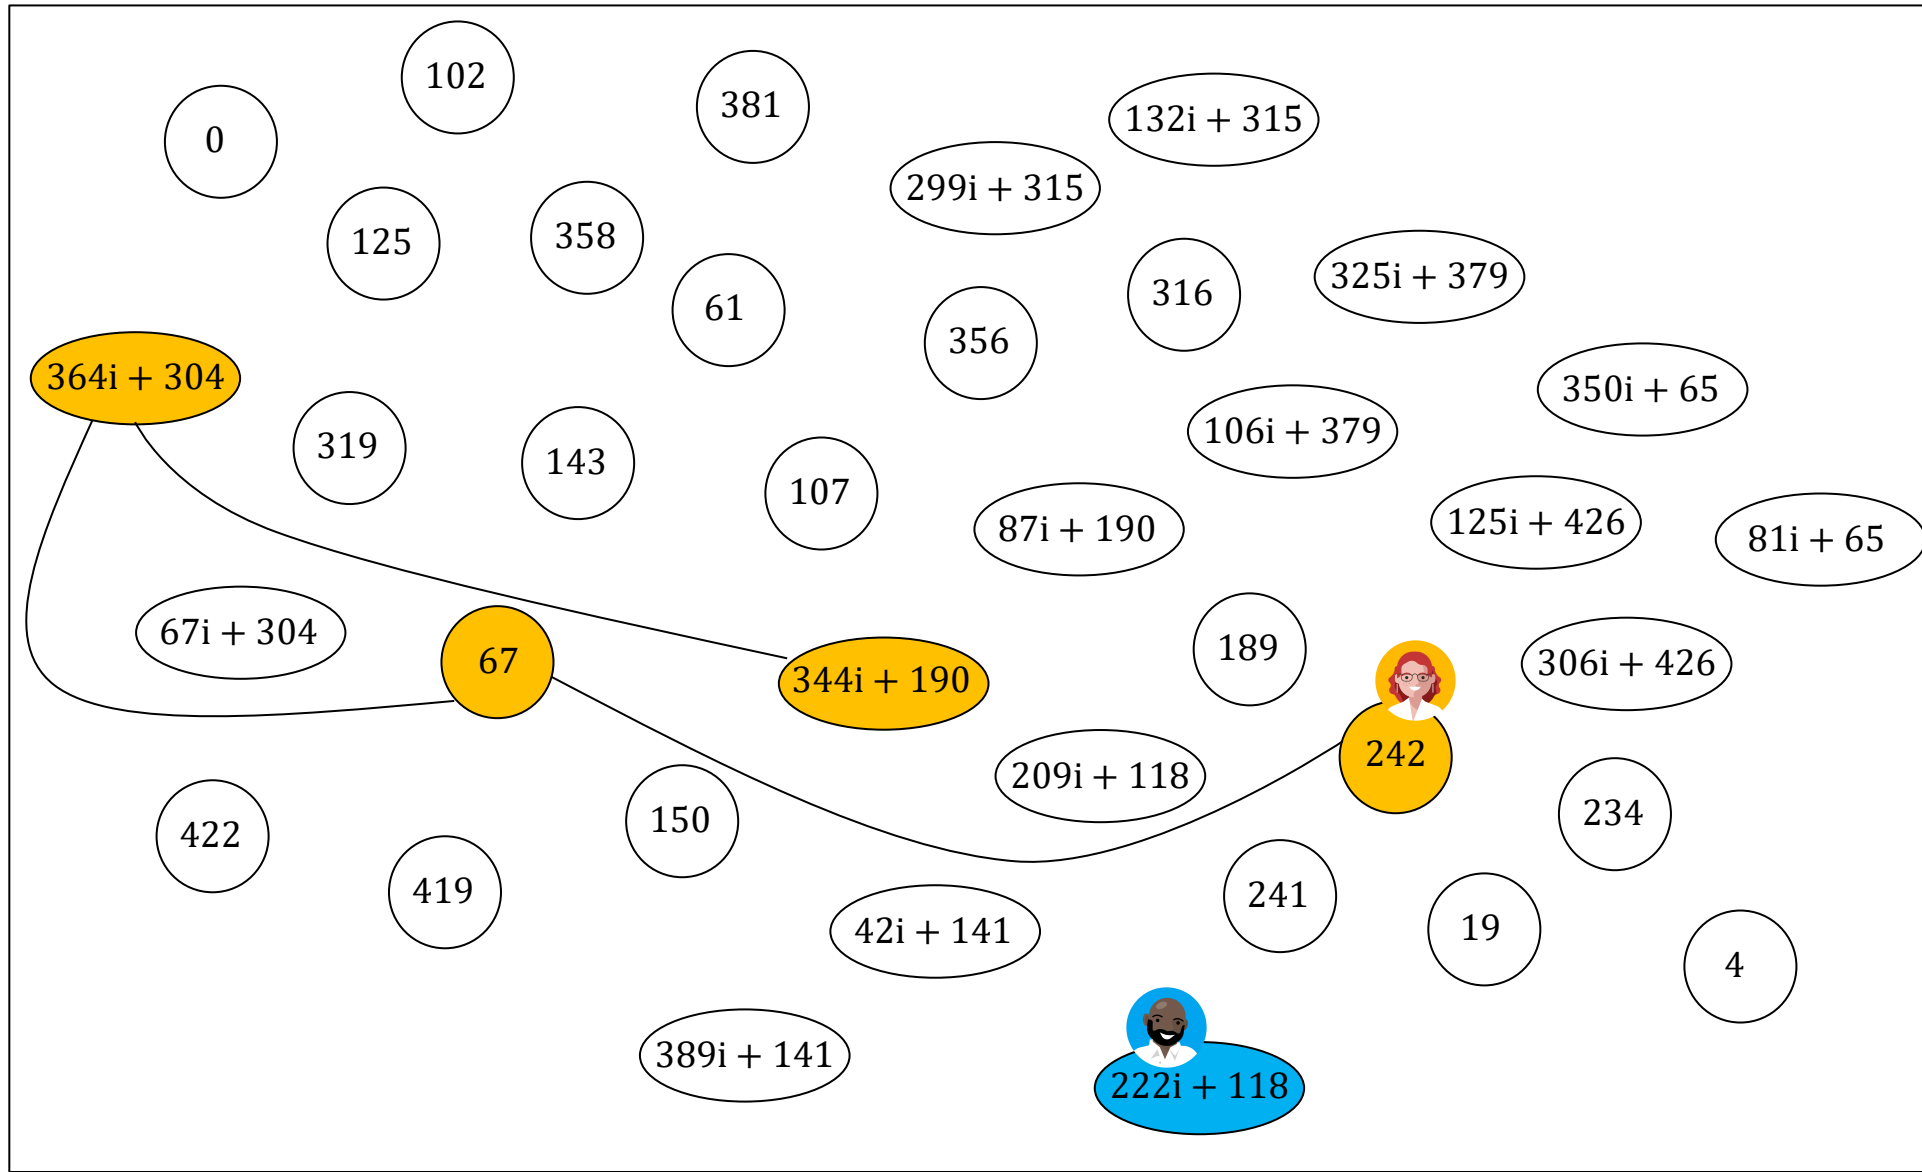 102
381
132i + 315
0
299i + 315
125
358
325i + 379
316
61
356
364i + 304
350i + 65
106i + 379
319
143
107
125i + 426
87i + 190
81i + 65
67i + 304
189
67
306i + 426
344i + 190
242
209i + 118
234
150
422
419
241
42i + 141
19
4
389i + 141
222i + 118